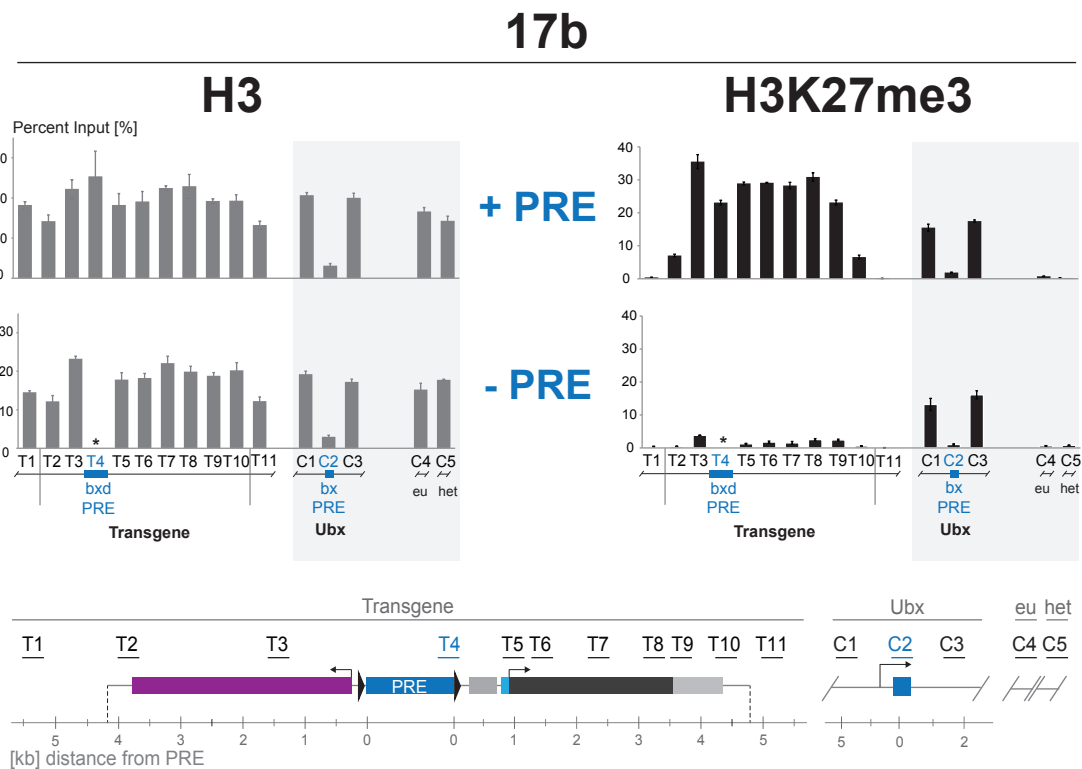 17b
H3
H3K27me3
Percent Input [%]
0
0
0
0
+ PRE
40
30
20
10
0
30
20
10
0
*
T1 T2 T3 T4 T5 T6 T7 T8 T9 T10 T11 C1 C2 C3 C4 C5
bxd
PRE
bx
PRE
eu het
Transgene Ubx
- PRE
40
30
20
10
0
*
T1 T2 T3 T4 T5 T6 T7 T8 T9 T10 T11 C1 C2 C3 C4 C5
bxd
PRE
bx
PRE
eu het
Transgene Ubx
Transgene Ubx eu het
T1 T2 T3 T4 T5 T6 T7 T8 T9 T10 T11 C1 C2 C3 C4 C5
PRE
5 4 3 2 1 0 0 1 2 3 4 5 5 0 2
[kb] distance from PRE